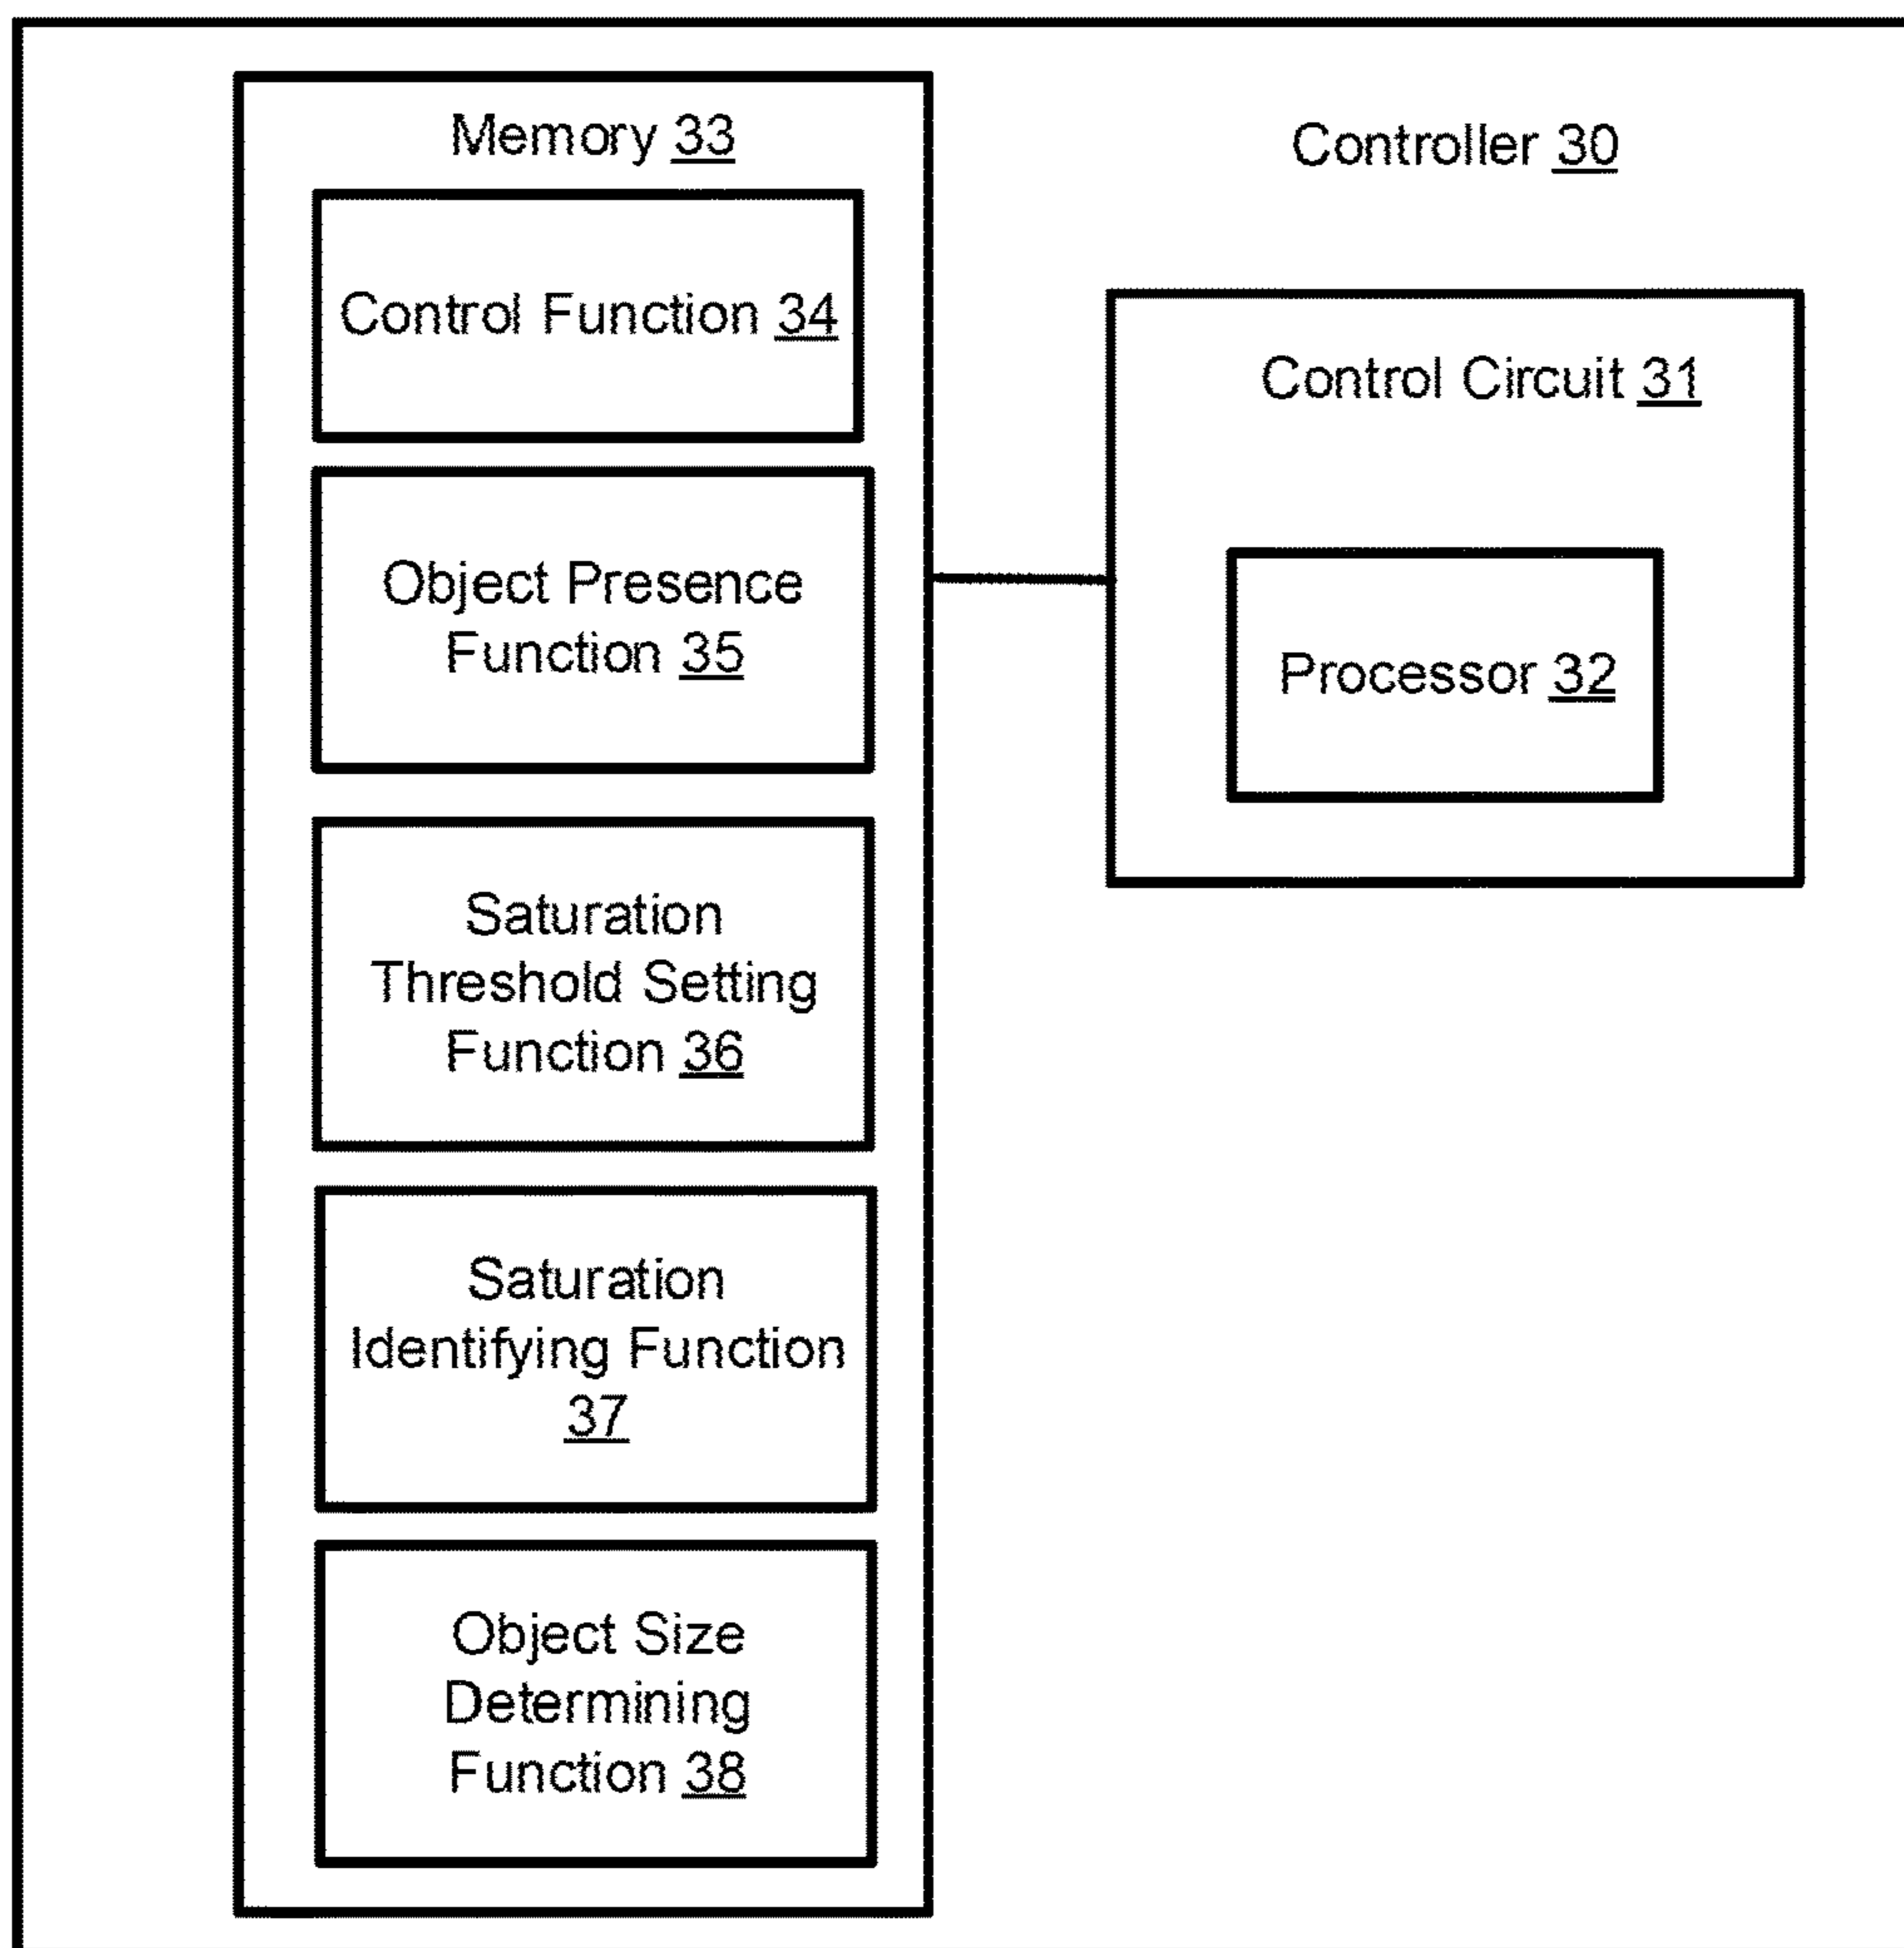 Memory 33
Control Function 34
Object Presence
Function 35
Saturation
Threshold Setting
Function 36
Saturation
Identifying Function
37
Object Size
Determining
Function 38
Controller 30
Control Circuit 31
Processor 32